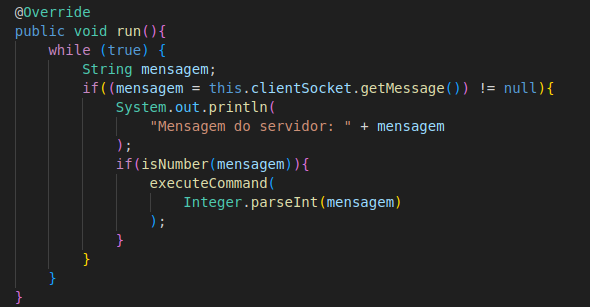 @Override
public void run(){
while (true) {
String mensagem;
if((mensagem = this.clientSocket.getMessage()) != null){
System.out.println(
"Mensagem do servidor: " + mensagem
);
if(isNumber(mensagem)){
executeCommand(
Integer.parseInt(mensagem)
);
}
}
}
}